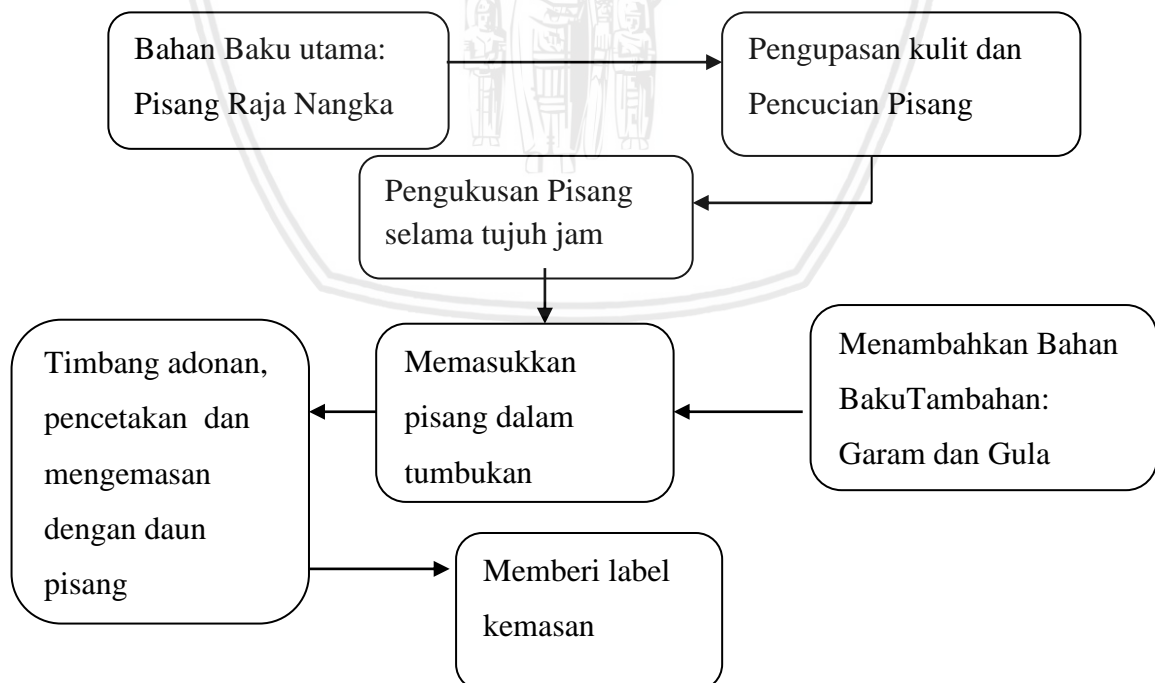 Bahan Baku utama:
Pisang Raja Nangka
Pengupasan kulit dan
Pencucian Pisang
Pengukusan Pisang
selama tujuh jam
Timbang adonan,
pencetakan dan
mengemasan
dengan daun
pisang
Memasukkan
pisang dalam
tumbukan
Menambahkan Bahan
BakuTambahan:
Garam dan Gula
Memberi label
kemasan